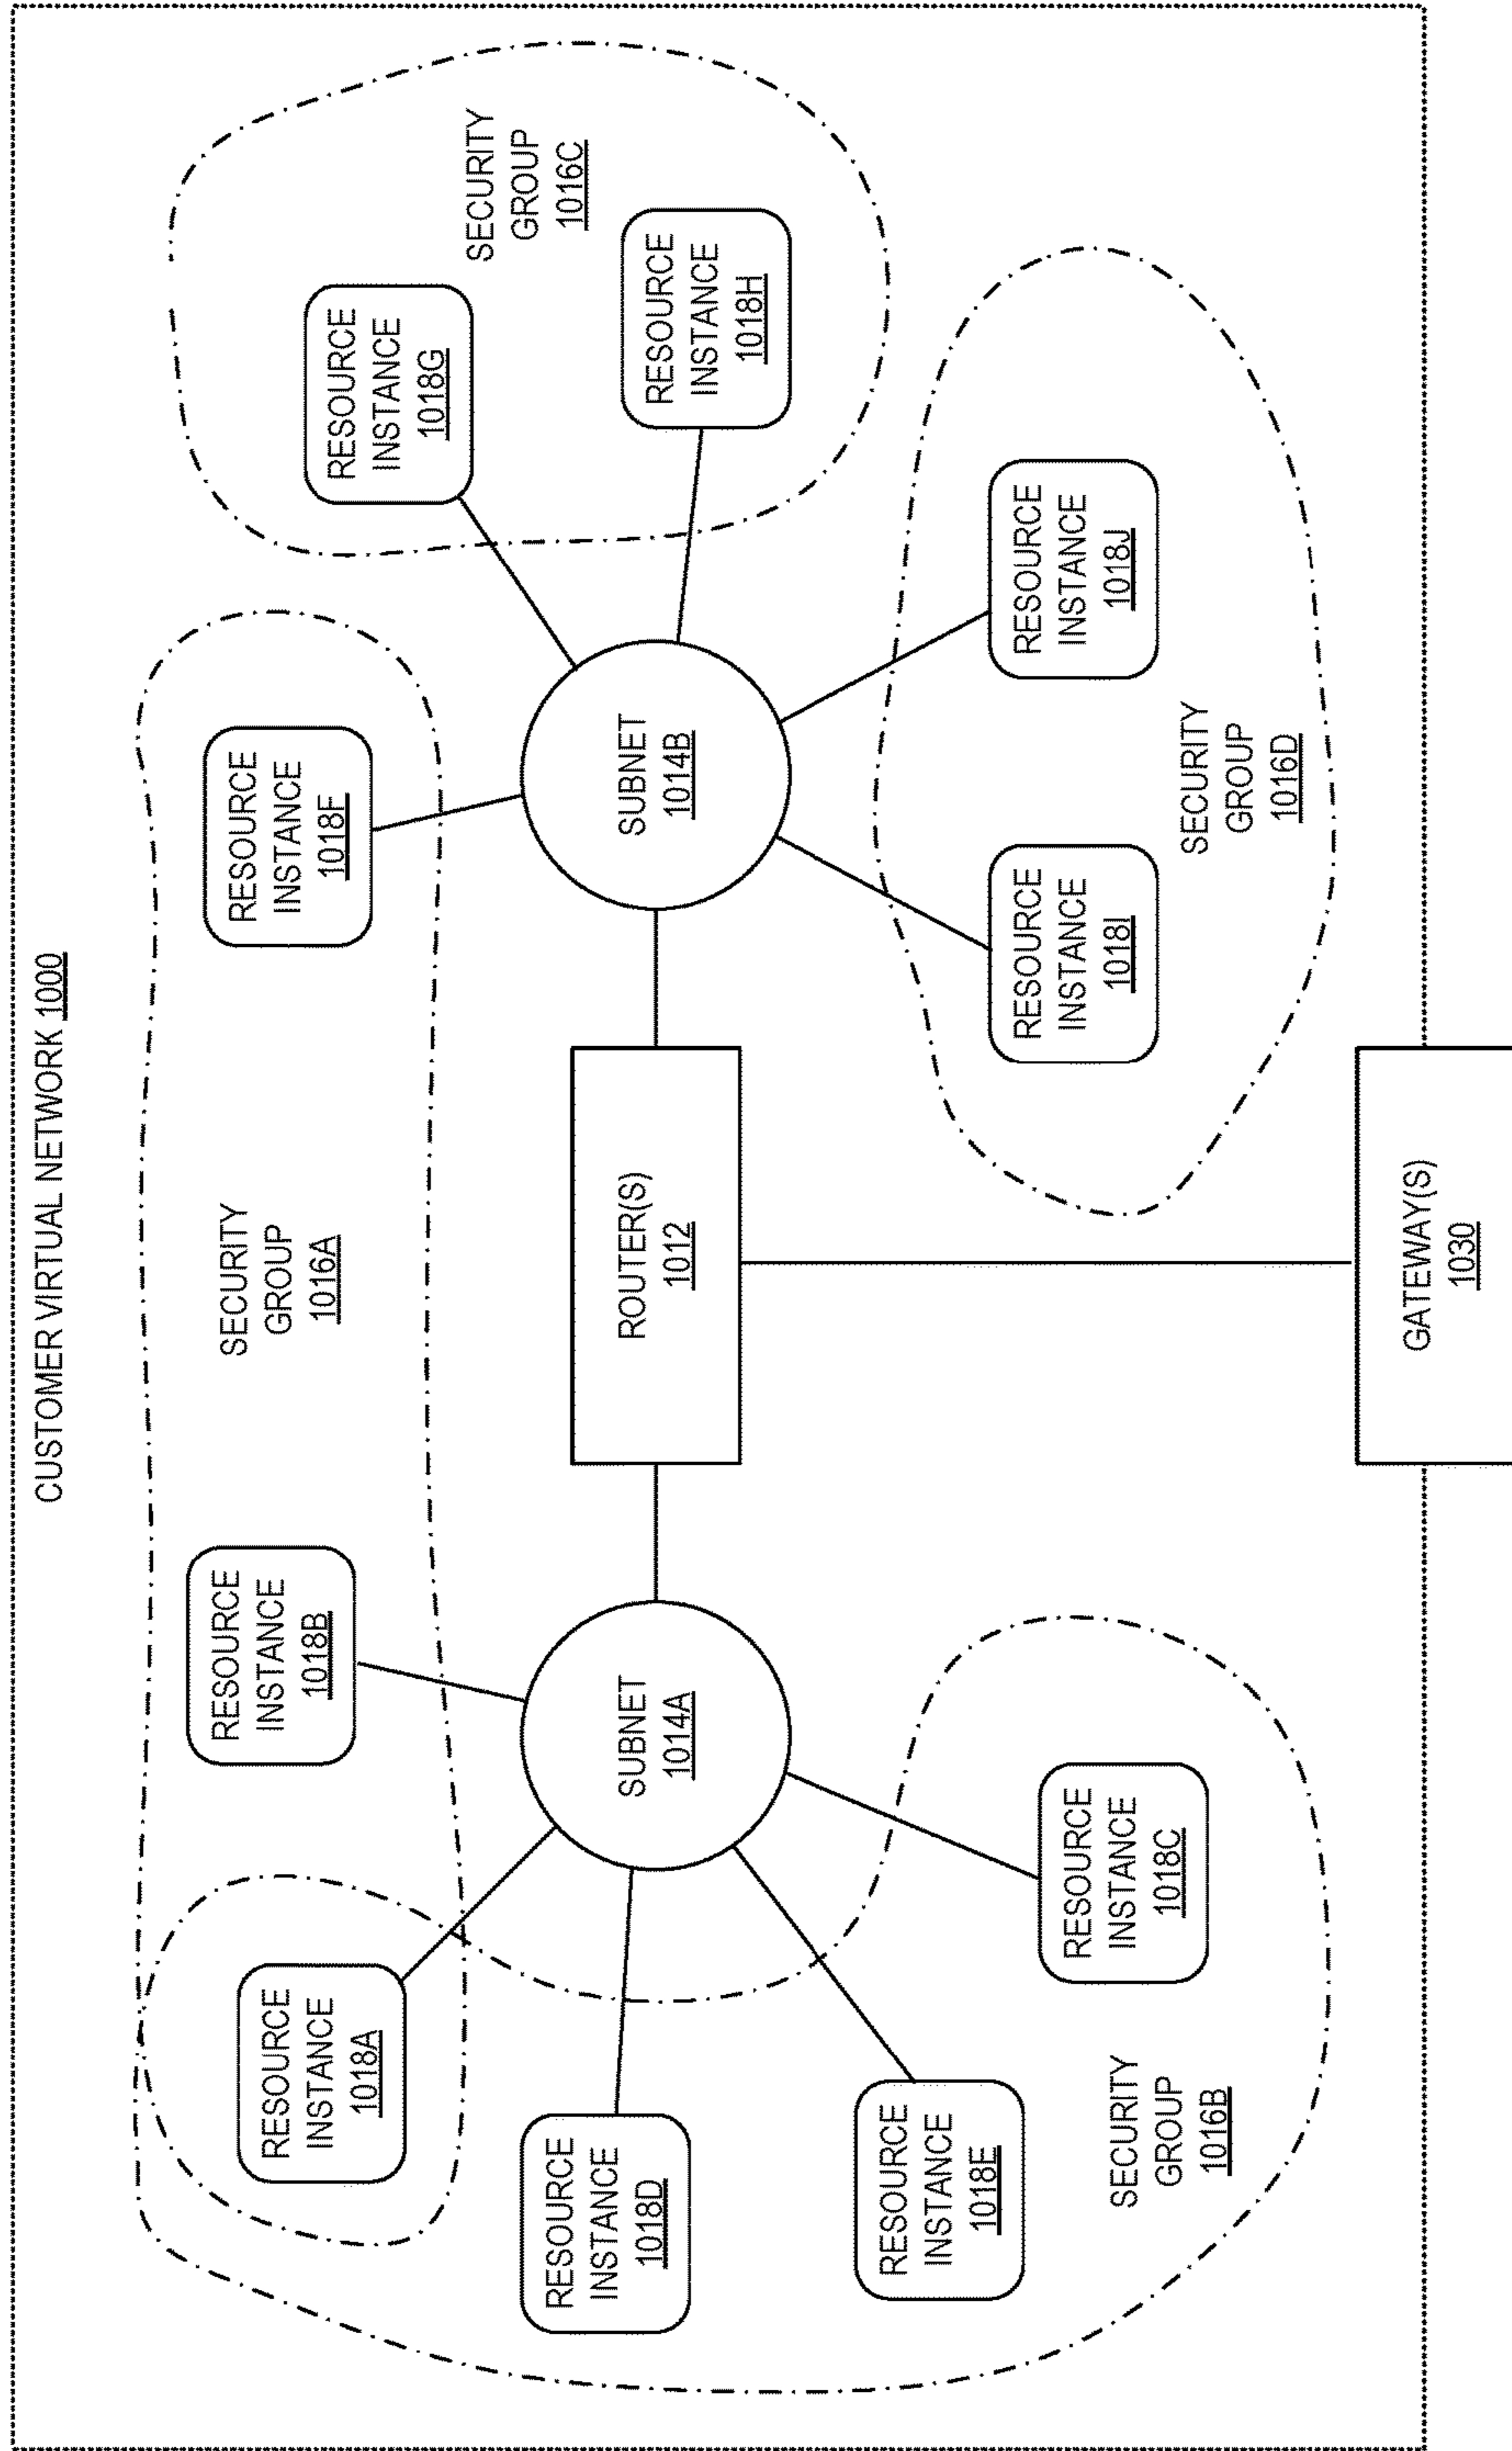 CUSTOMER VIRTUAL NETWORK 1000
RESOURCE
INSTANCE
1018A
RESOURCE
INSTANCE
1018B
SECURITY
GROUP
1016A
RESOURCE
INSTANCE
1018F
RESOURCE
INSTANCE
1018G
SECURITY
GROUP
1016C
RESOURCE
INSTANCE
1018D
SUBNET
1014A
ROUTER(S)
1012
SUBNET
1014B
RESOURCE
INSTANCE
1018H
RESOURCE
INSTANCE
1018E
RESOURCE
INSTANCE
1018C
RESOURCE
INSTANCE
1018I
RESOURCE
INSTANCE
1018J
SECURITY
GROUP
1016B
SECURITY
GROUP
1016D
GATEWAY(S)
1030